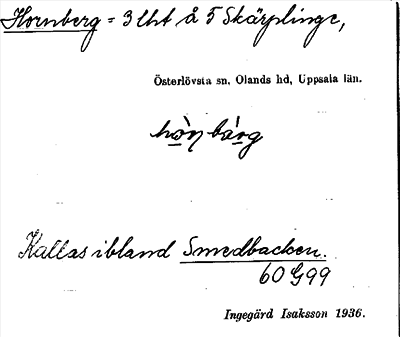 Hornberg = 3 lht å 5 Skärplinge,
Österlövsta sn, Olands hd, Uppsala län.
Kallas ibland Smedbacken.
60 G 99
Ingegärd Isaksson 1936.